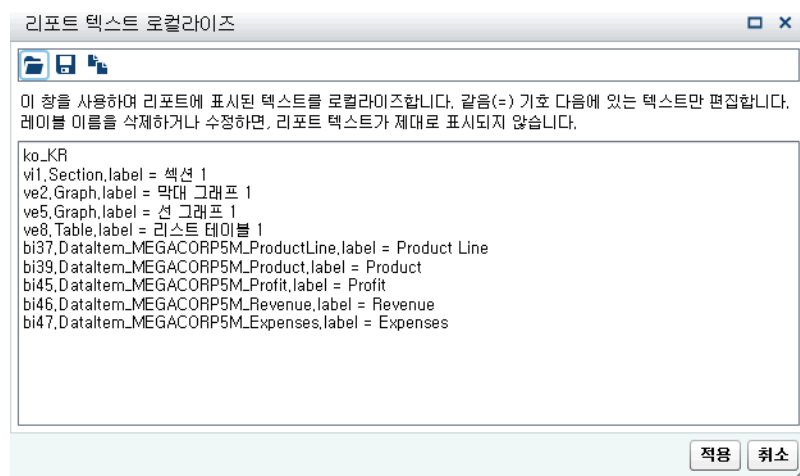 리포트 텍스트 로컬라이즈
이 창을 사용하여 리포트에 표시된 텍스트를 로컬라이즈합니다. 같음(=) 기호 다음에 있는 텍스트만 편집합니다.
레이블 이름을 삭제하거나 수정하면, 리포트 텍스트가 제대로 표시되지 않습니다.
ko_KR
vi1.Section.label = 섹션 1
ve2.Graph.label = 막대 그래프 1
ve5.Graph.label = 선 그래프 1
ve8.Table.label = 리스트 테이블 1
bi37.DataItem_MEGACORP5M_ProductLine.label = Product Line
bi39.DataItem_MEGACORP5M_Product.label = Product
bi45.DataItem_MEGACORP5M_Profit.label = Profit
bi46.DataItem_MEGACORP5M_Revenue.label = Revenue
bi47.DataItem_MEGACORP5M_Expenses.label = Expenses
적용 취소